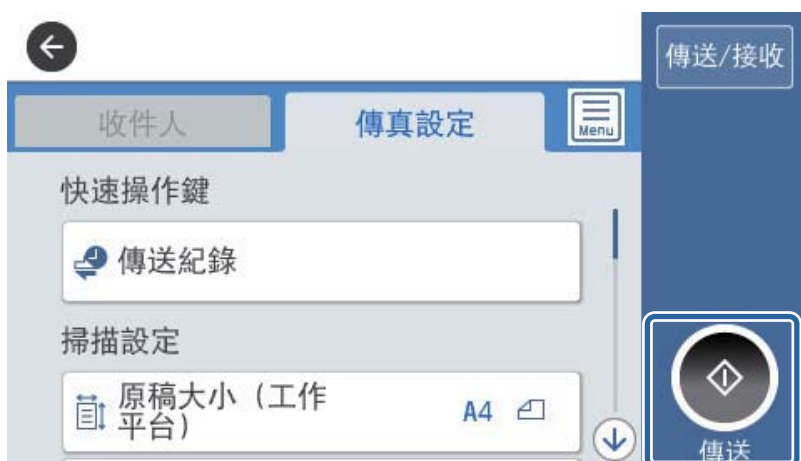 傳送/接收
收件人
傳真設定
Menu
快速操作鍵
傳送紀錄
掃描設定
原稿大小（工作
平台）
A4
傳送